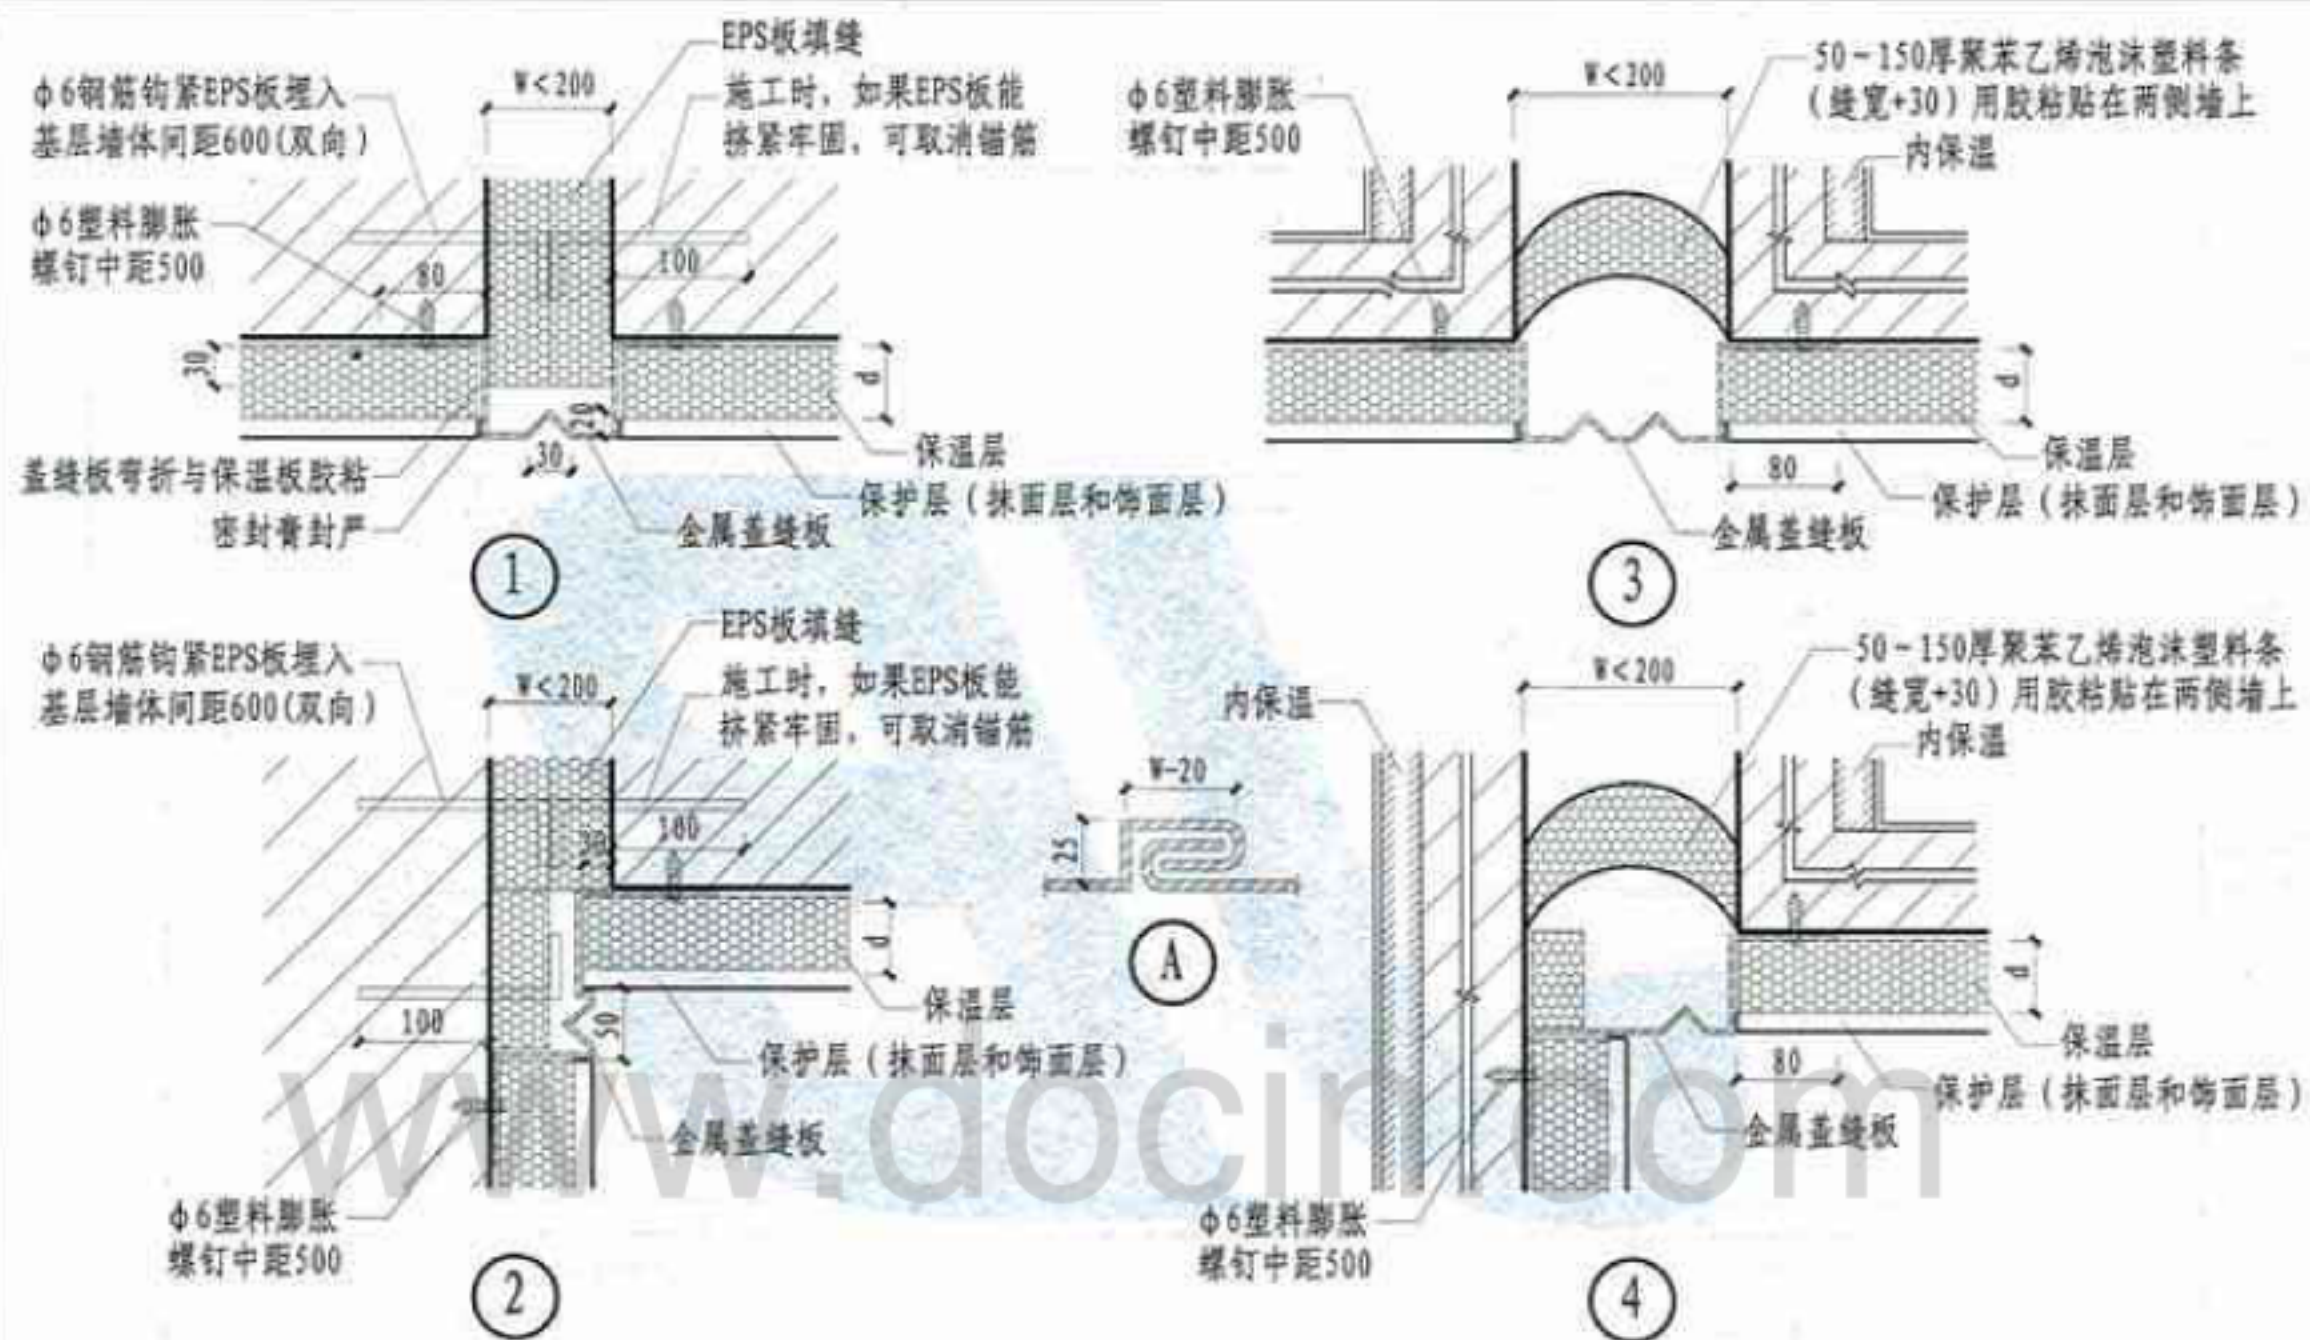 EPS板填缝
φ6钢筋钩紧EPS板埋入
基层墙体间距600(双向)
W<200
施工时，如果EPS板能
挤紧牢固，可取消锚筋
φ6塑料膨胀
螺钉中距500
80
100
30
d
20
30
保温层
盖缝板弯折与保温板胶粘
保护层（抹面层和饰面层）
密封膏封严
金属盖缝板
1
50~150厚聚苯乙烯泡沫塑料条
（缝宽+30）用胶粘贴在两侧墙上
W<200
φ6塑料膨胀
螺钉中距500
内保温
d
保温层
80
保护层（抹面层和饰面层）
金属盖缝板
3
EPS板填缝
φ6钢筋钩紧EPS板埋入
基层墙体间距600(双向)
W<200
施工时，如果EPS板能
挤紧牢固，可取消锚筋
30
100
d
保温层
100
50
保护层（抹面层和饰面层）
金属盖缝板
φ6塑料膨胀
螺钉中距500
2
W-20
25
A
50~150厚聚苯乙烯泡沫塑料条
（缝宽+30）用胶粘贴在两侧墙上
W<200
内保温
内保温
d
保温层
80
保护层（抹面层和饰面层）
金属盖缝板
φ6塑料膨胀
螺钉中距500
4
www.docin.com